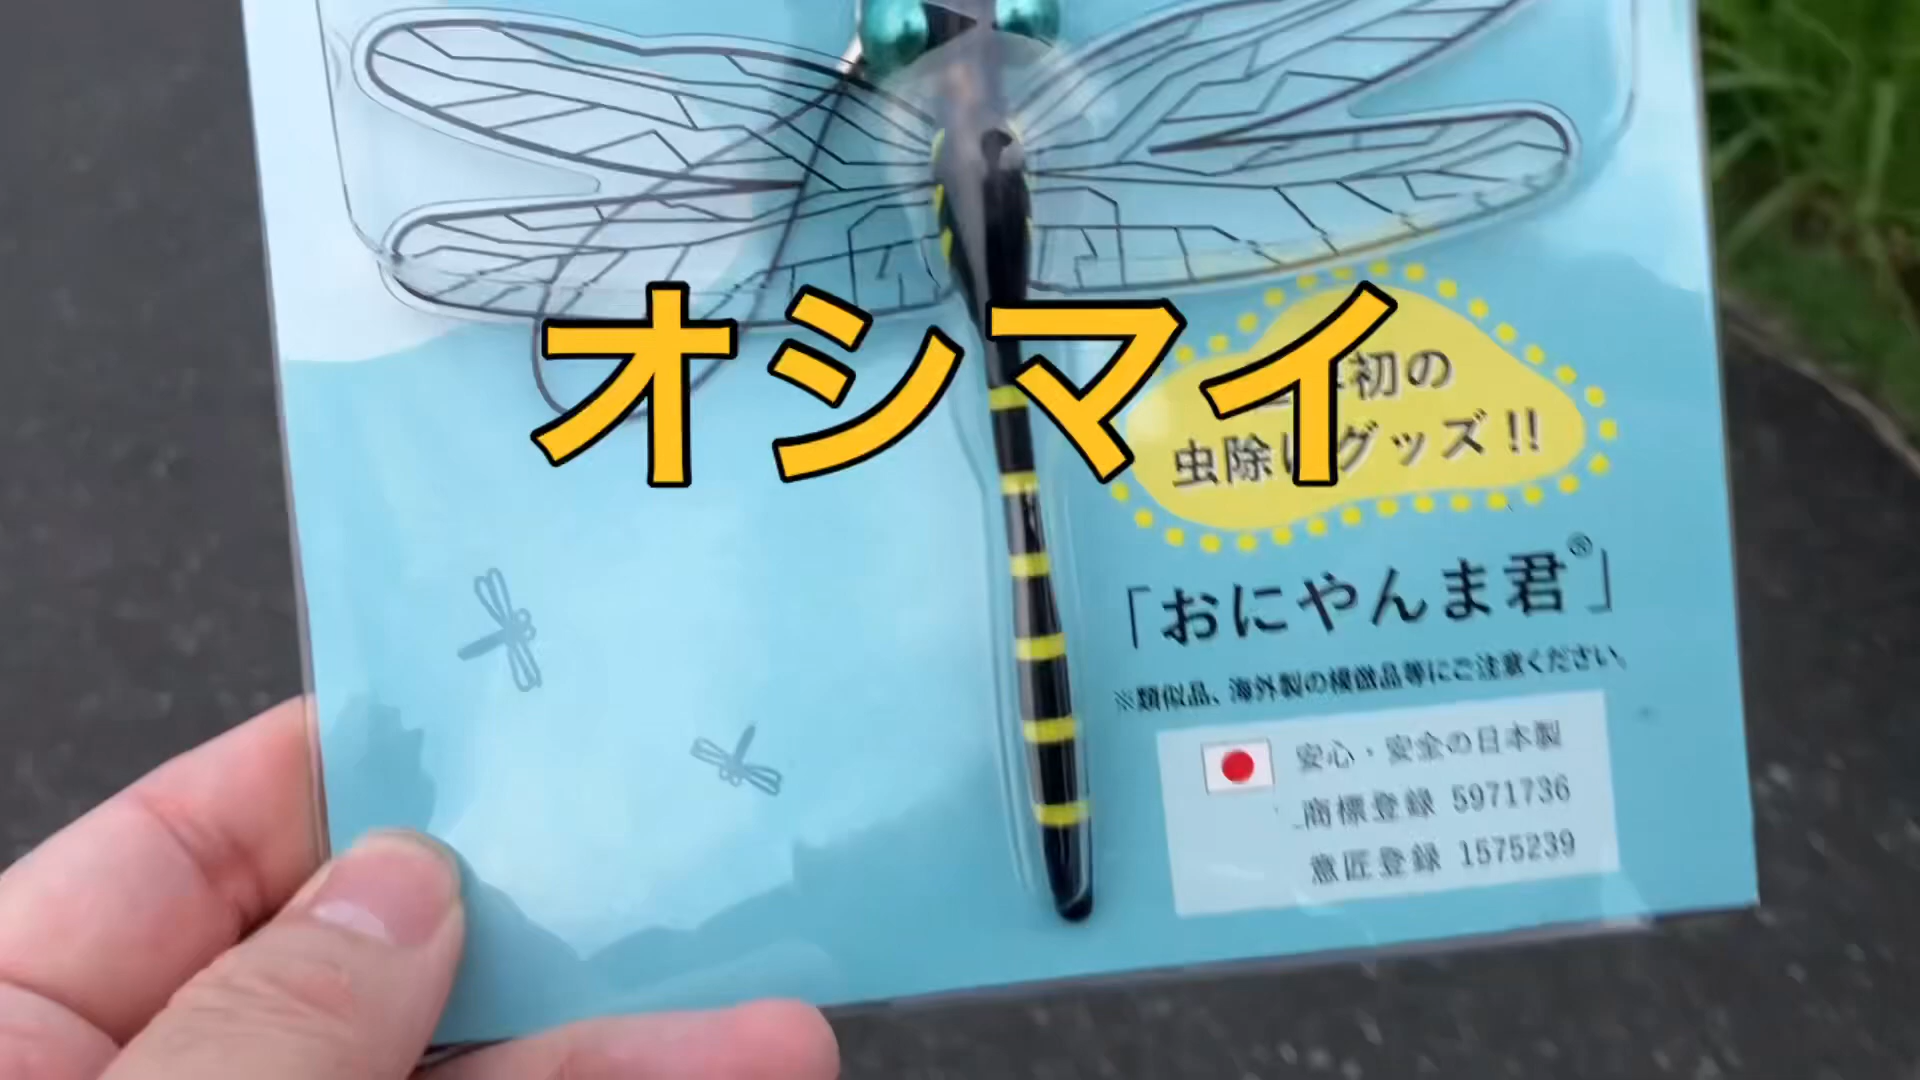 オシマイ
初の
虫除けグッズ!!
「おにやんま君®」
※類似品、海外製の模倣品等にご注意ください。
安心・安全の日本製
商標登録 5971736
意匠登録 1575239